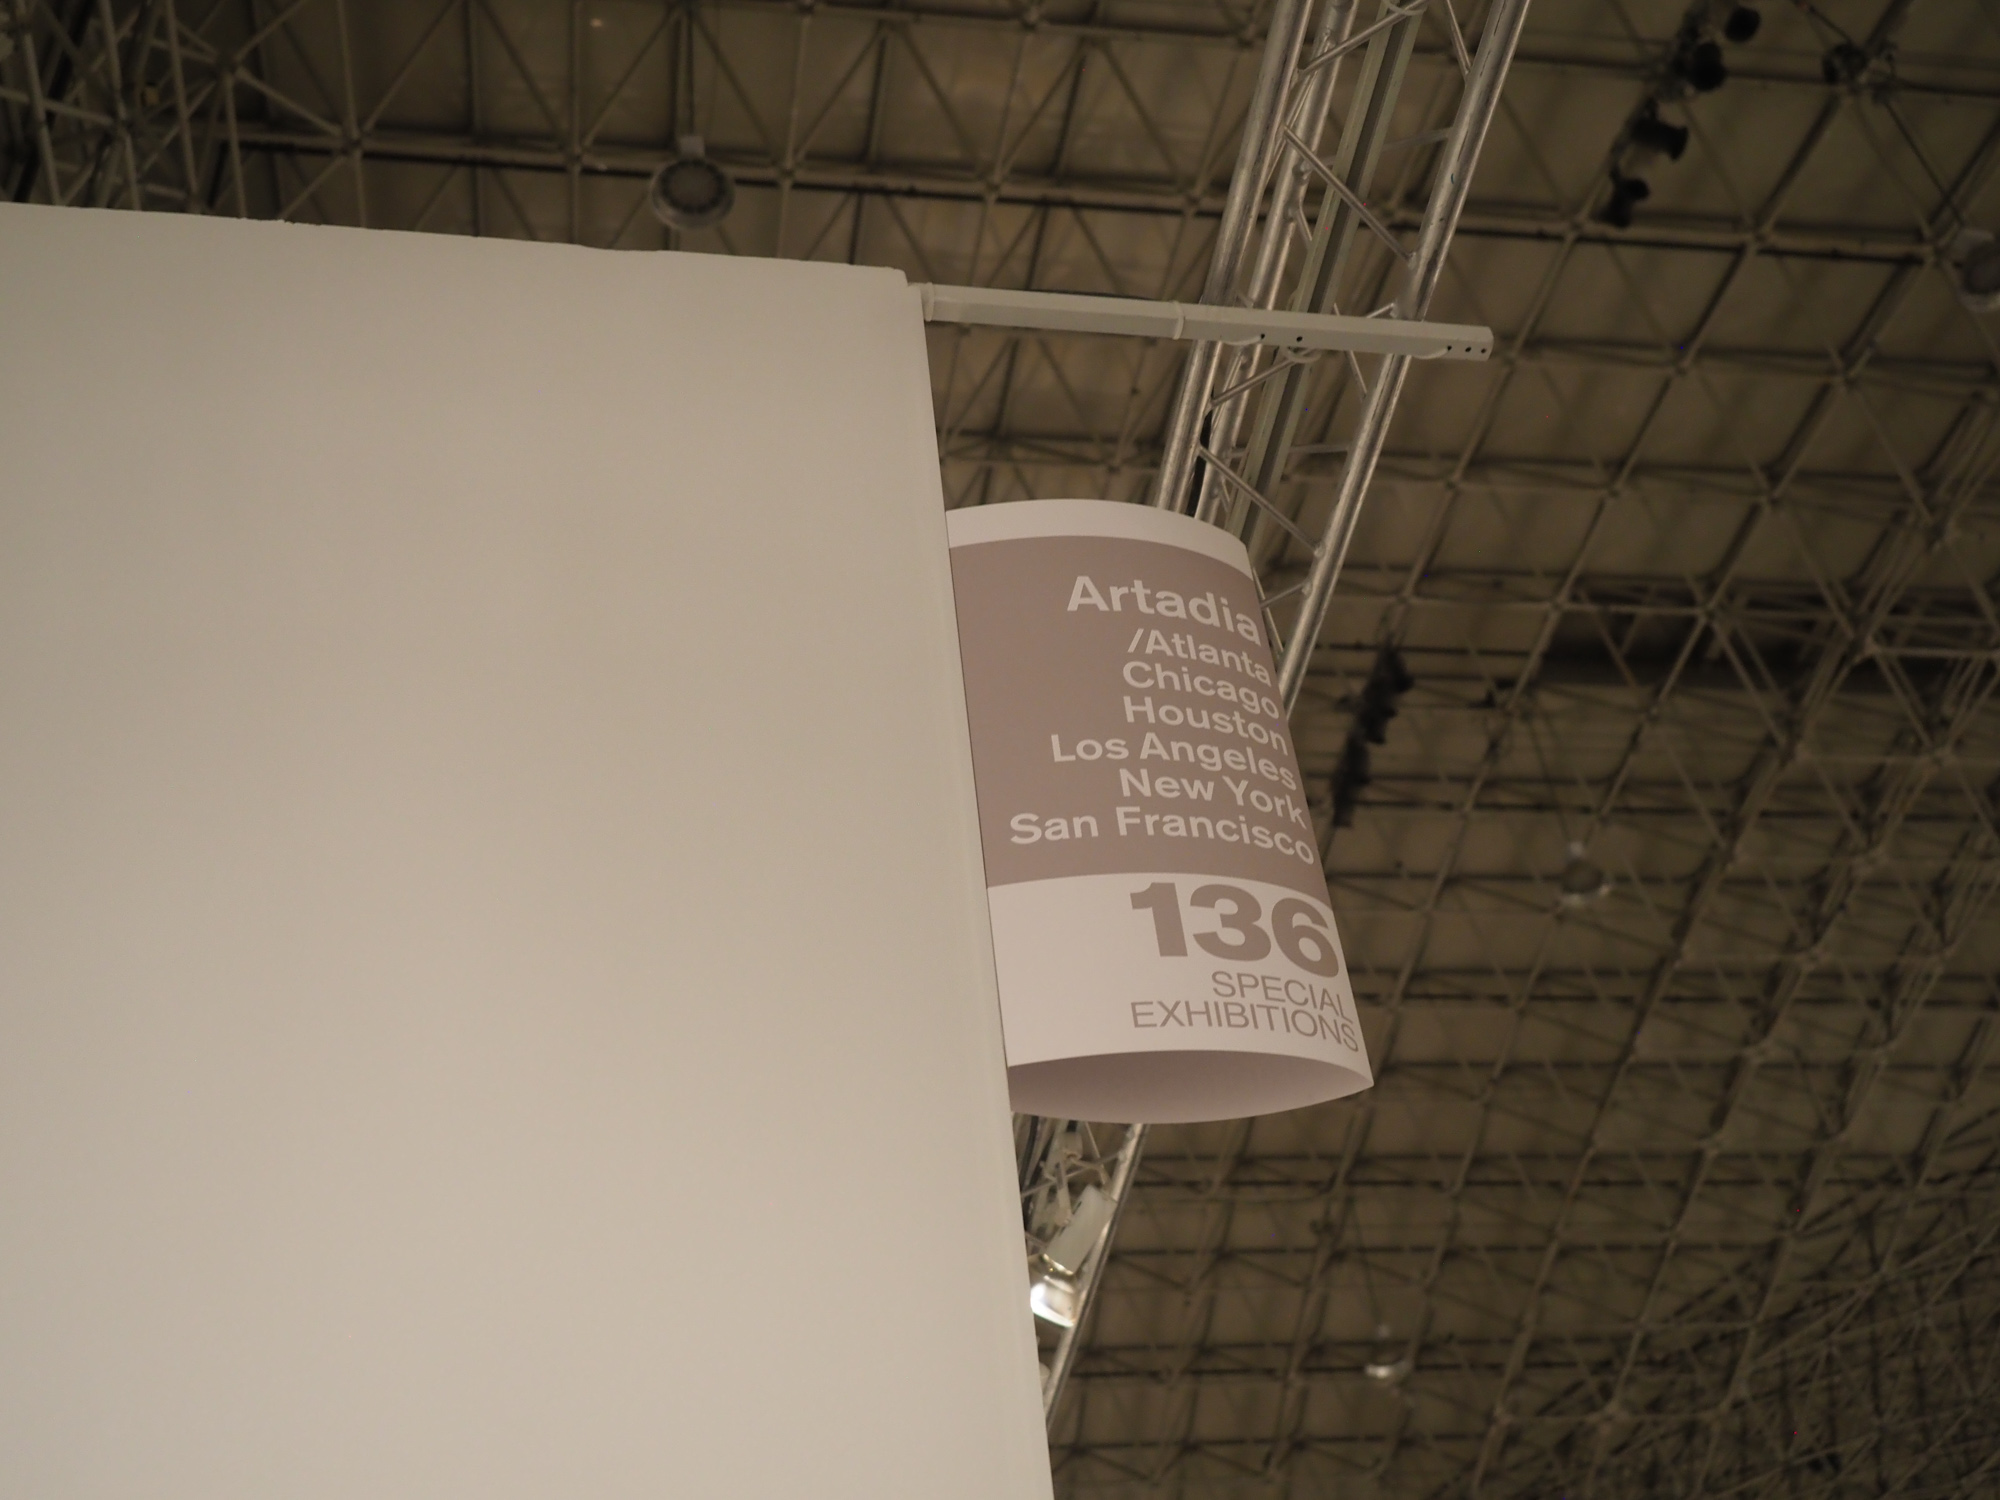 Artadia
/Atlanta
Chicago
Houston
Los Angeles
New York
San Francisco
136
SPECIAL
EXHIBITIONS